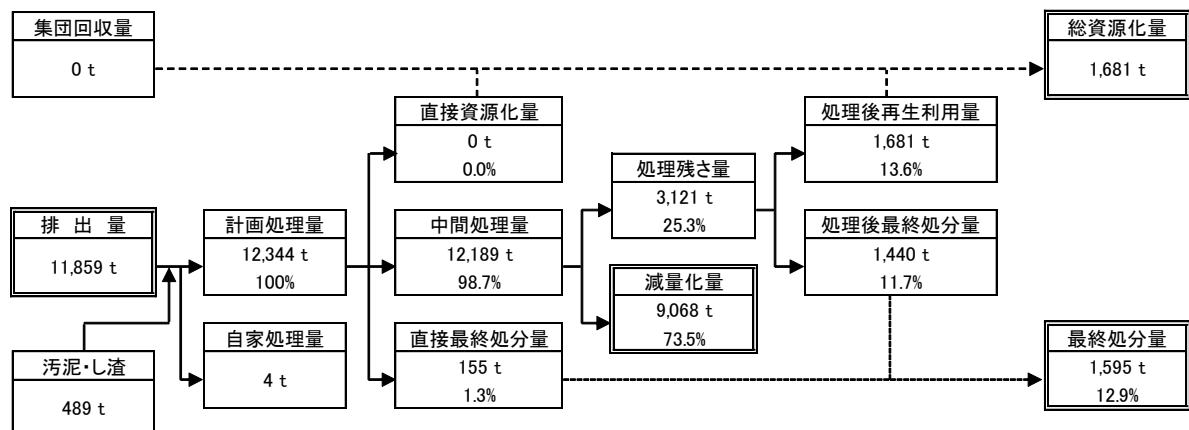 集団回収量
0 t
総資源化量
1,681 t
直接資源化量
0 t
0.0%
処理後再生利用量
1,681 t
13.6%
処理残さ量
3,121 t
25.3%
排 出 量
11,859 t
計画処理量
12,344 t
100%
中間処理量
12,189 t
98.7%
処理後最終処分量
1,440 t
11.7%
減量化量
9,068 t
73.5%
汚泥・し渣
489 t
自家処理量
4 t
直接最終処分量
155 t
1.3%
最終処分量
1,595 t
12.9%